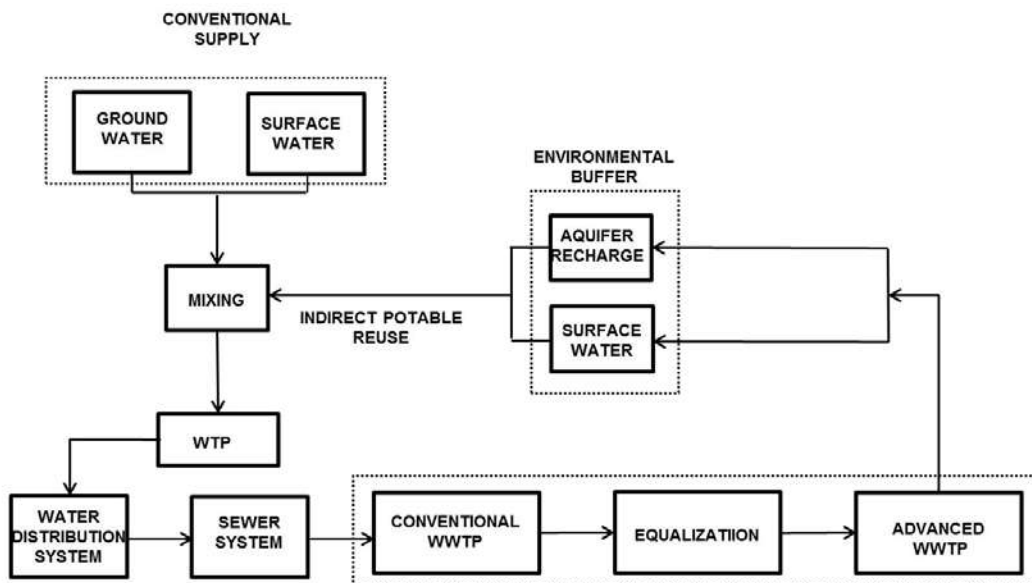 CONVENTIONAL
SUPPLY
GROUND
WATER
SURFACE
WATER
ENVIRONMENTAL
BUFFER
AQUIFER
RECHARGE
MIXING
INDIRECT POTABLE
REUSE
SURFACE
WATER
WTP
WATER
DISTRIBUTION
SYSTEM
SEWER
SYSTEM
CONVENTIONAL
WWTP
EQUALIZATIION
ADVANCED
WWTP